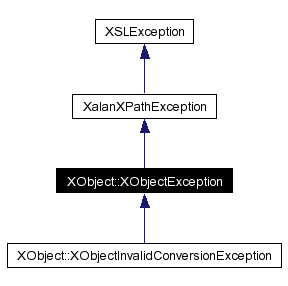 XSLException
XalanXPathException
XObject::XObjectException
XObject::XObjectInvalidConversionException